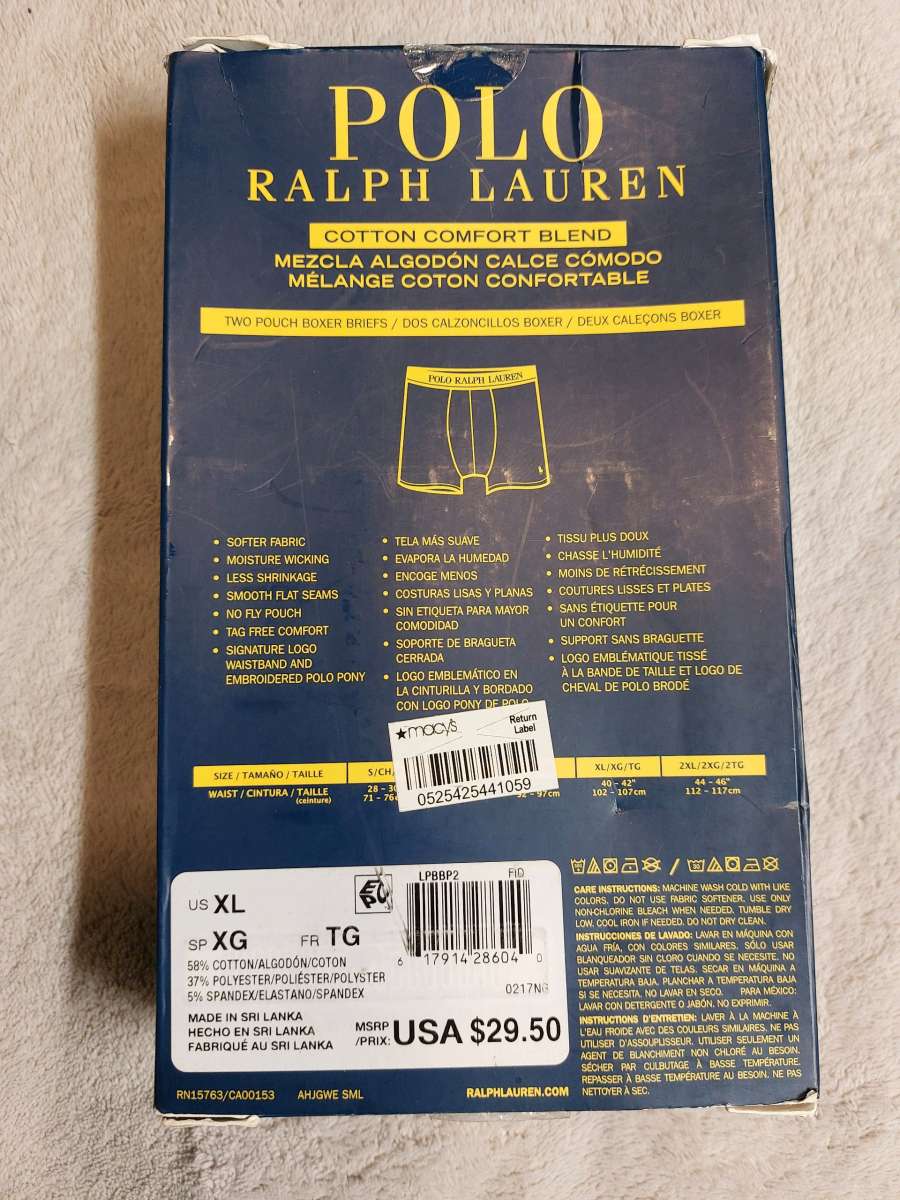 POLO
RALPH LAUREN
COTTON COMFORT BLEND
MEZCLA ALGODÓN CALCE CÓMODO
MÉLANGE COTON CONFORTABLE
TWO POUCH BOXER BRIEFS / DOS CALZONCILLOS BOXER / DEUX CALEÇONS BOXER
POLO RALPH LAUREN
• SOFTER FABRIC
• MOISTURE WICKING
• LESS SHRINKAGE
• SMOOTH FLAT SEAMS
• NO FLY POUCH
• TAG FREE COMFORT
• SIGNATURE LOGO
WAISTBAND AND
EMBROIDERED POLO PONY
• TELA MÁS SUAVE
• EVAPORA LA HUMEDAD
• ENCOGE MENOS
• COSTURAS LISAS Y PLANAS
• SIN ETIQUETA PARA MAYOR
COMODIDAD
• SOPORTE DE BRAGUETA
CERRADA
• LOGO EMBLEMÁTICO EN
LA CINTURILLA Y BORDADO
CON LOGO PONY DE POLO
• TISSU PLUS DOUX
• CHASSE L'HUMIDITÉ
• MOINS DE RÉTRÉCISSEMENT
• COUTURES LISSES ET PLATES
• SANS ÉTIQUETTE POUR
UN CONFORT
• SUPPORT SANS BRAGUETTE
• LOGO EMBLÉMATIQUE TISSÉ
À LA BANDE DE TAILLE ET LOGO DE
CHEVAL DE POLO BRODÉ
★macy's Return
Label
0525425441059
SIZE / TAMAÑO / TAILLE S/CH/ XL/XG/TG 2XL/2XG/2TG
WAIST / CINTURA / TAILLE 28 - 40 - 42" 44 - 46"
(ceinture) 71 - 97cm 102 - 107cm 112 - 117cm
US XL
SP XG FR TG
58% COTTON/ALGODÓN/COTON
37% POLYESTER/POLIÉSTER/POLYSTER
5% SPANDEX/ELASTANO/SPANDEX
MADE IN SRI LANKA
HECHO EN SRI LANKA
FABRIQUÉ AU SRI LANKA
LPBBP2 FID
6 17914 28604 0
0217NG
MSRP
/PRIX: USA $29.50
CARE INSTRUCTIONS: MACHINE WASH COLD WITH LIKE
COLORS. DO NOT USE FABRIC SOFTENER. USE ONLY
NON-CHLORINE BLEACH WHEN NEEDED. TUMBLE DRY
LOW. COOL IRON IF NEEDED. DO NOT DRY CLEAN.
INSTRUCCIONES DE LAVADO: LAVAR EN MÁQUINA CON
AGUA FRÍA, CON COLORES SIMILARES. SÓLO USAR
BLANQUEADOR SIN CLORO CUANDO SE NECESITE. NO
USAR SUAVIZANTE DE TELAS. SECAR EN MÁQUINA A
TEMPERATURA BAJA. PLANCHAR A TEMPERATURA BAJA
SI SE NECESITA. NO LAVAR EN SECO. PARA MÉXICO:
LAVAR CON DETERGENTE O JABÓN. NO EXPRIMIR.
INSTRUCTIONS D'ENTRETIEN: LAVER À LA MACHINE À
L'EAU FROIDE AVEC DES COULEURS SIMILAIRES. NE PAS
UTILISER D'ASSOUPLISSEUR. UTILISER SEULEMENT UN
AGENT DE BLANCHIMENT NON CHLORÉ AU BESOIN.
SÉCHER PAR CULBUTAGE À BASSE TEMPÉRATURE.
REPASSER À BASSE TEMPÉRATURE AU BESOIN. NE PAS
NETTOYER À SEC.
RN15763/CA00153 AHJGWE SML RALPHLAUREN.COM